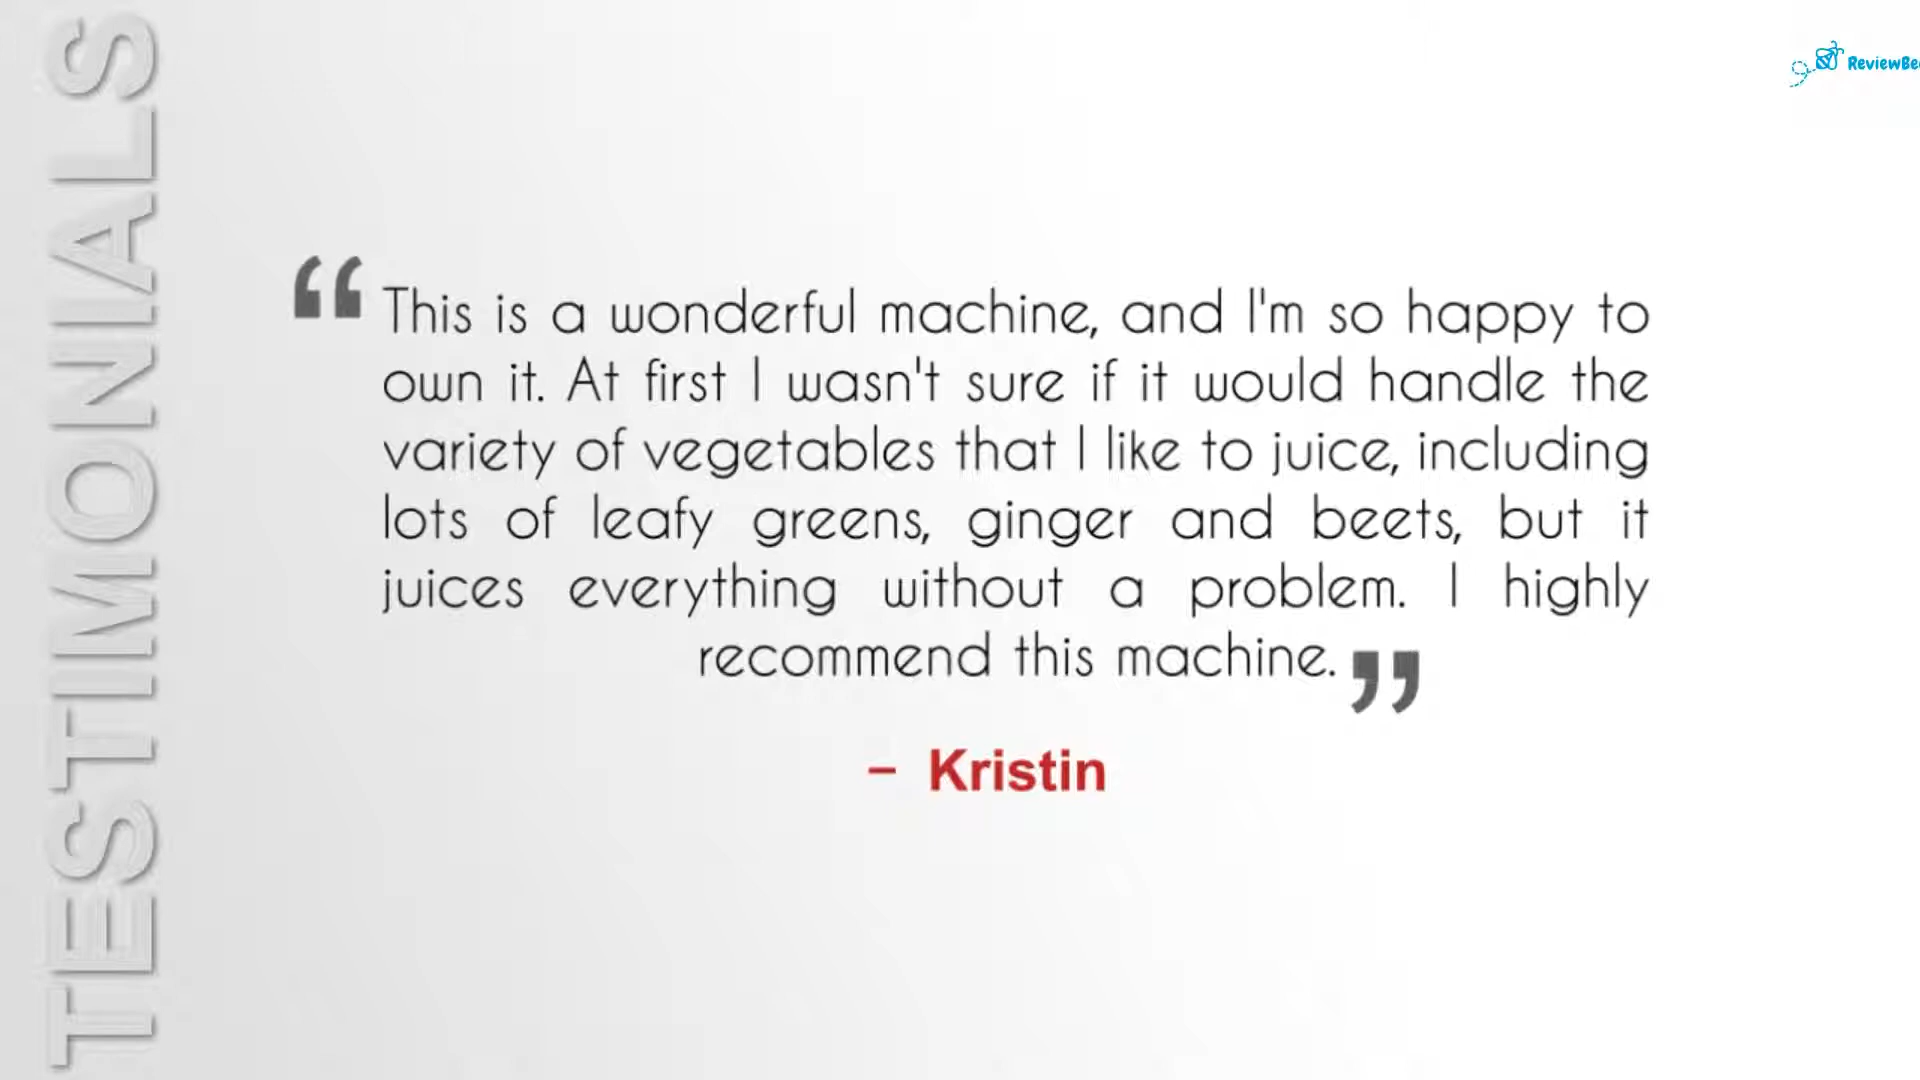 TESTIMONIALS
ReviewBee
“This is a wonderful machine, and I'm so happy to
own it. At first I wasn't sure if it would handle the
variety of vegetables that I like to juice, including
lots of leafy greens, ginger and beets, but it
juices everything without a problem. I highly
recommend this machine.”
– Kristin